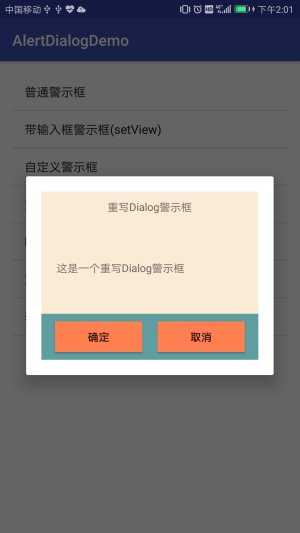 中国移动
下午2:01
AlertDialogDemo
普通警示框
带输入框警示框(setView)
自定义警示框
重写Dialog警示框
这是一个重写Dialog警示框
确定
取消